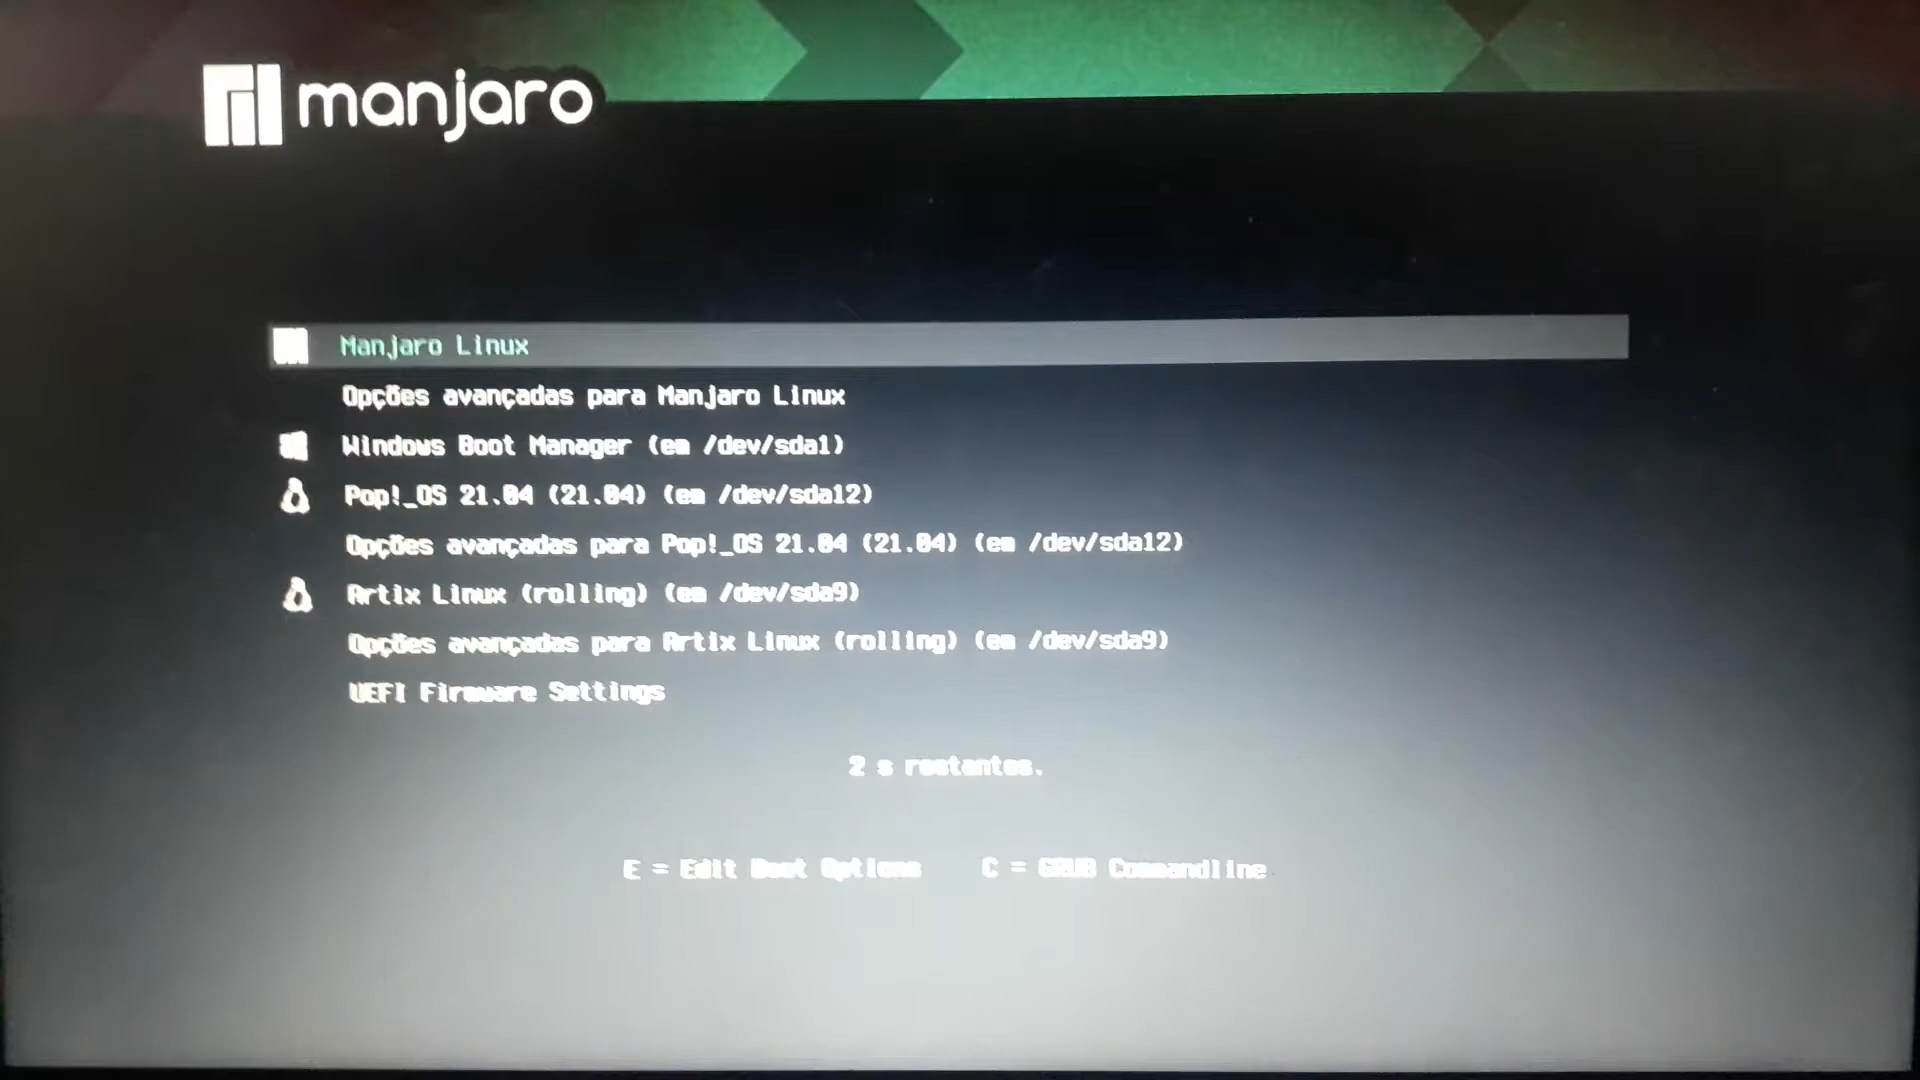 manjaro
Manjaro Linux
Opções avançadas para Manjaro Linux
Windows Boot Manager (em /dev/sda1)
Pop!_OS 21.04 (21.04) (em /dev/sda12)
Opções avançadas para Pop!_OS 21.04 (21.04) (em /dev/sda12)
Artix Linux (rolling) (em /dev/sda9)
Opções avançadas para Artix Linux (rolling) (em /dev/sda9)
UEFI Firmware Settings
2 s restantes.
E = Edit Boot Options C = GRUB Commandline